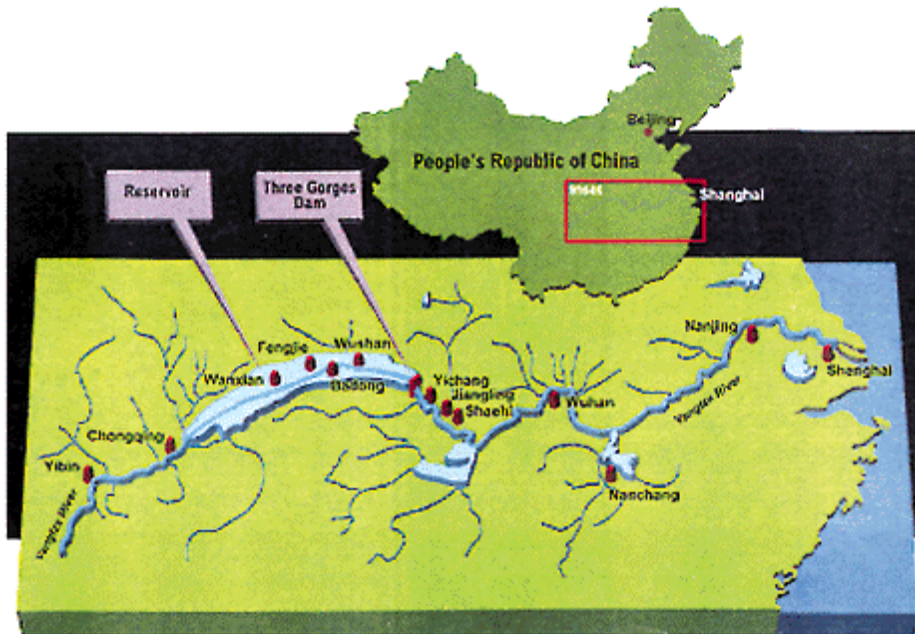 Beijing
People's Republic of China
Shanghai
Reservoir
Three Gorges
Dam
Nanjing
Shanghai
Wushan
Fengjie
Wanxian
Badong
Yichang
Jiangling
Wuhan
Yangtze River
Chongqing
Yibin
Nanchang
Yangtze River